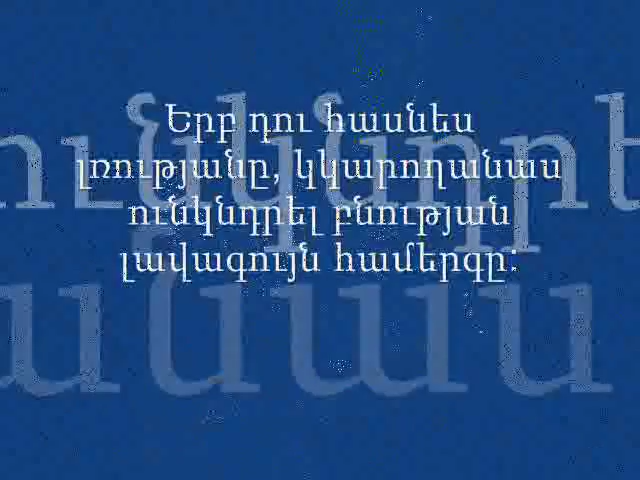 Երբ դու հասնես
լռությանը, կկարողանաս
ունկնդրել բնության
լավագույն համերգը: